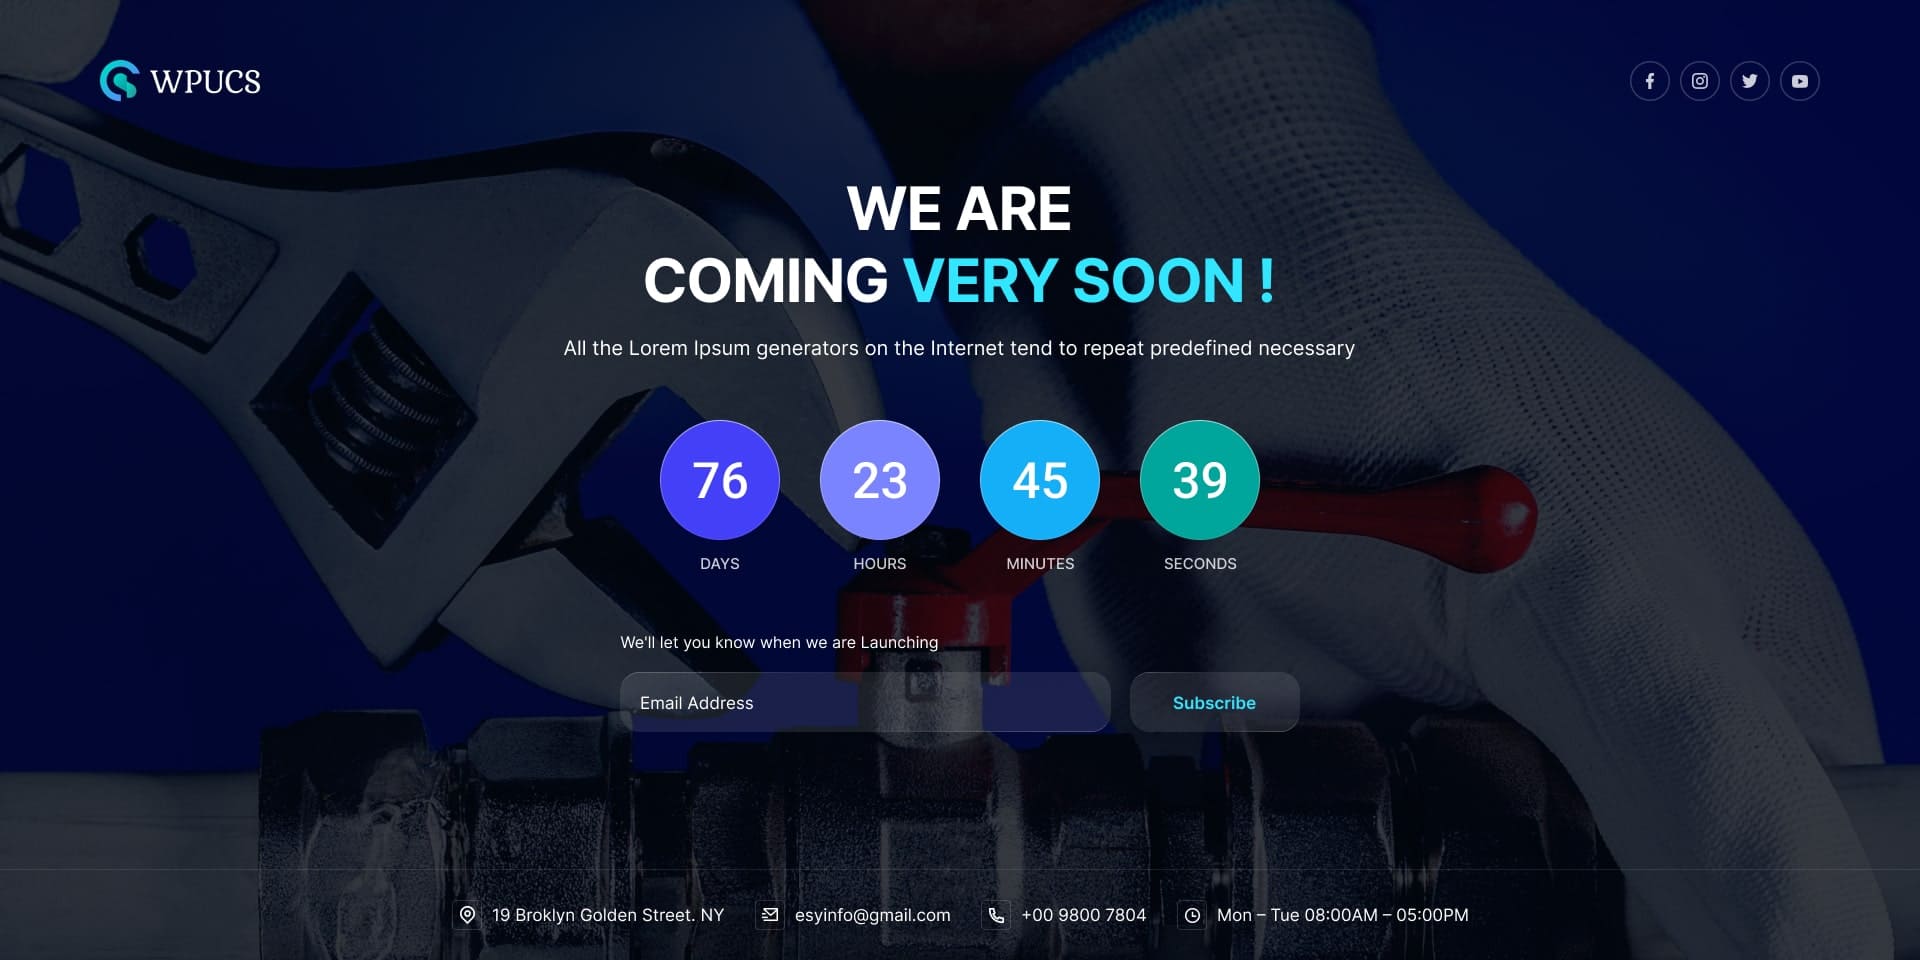 WPUCS
WE ARE
COMING VERY SOON !
All the Lorem Ipsum generators on the Internet tend to repeat predefined necessary
76 23 45 39
DAYS HOURS MINUTES SECONDS
We'll let you know when we are Launching
Email Address Subscribe
19 Broklyn Golden Street. NY esyinfo@gmail.com +00 9800 7804 Mon – Tue 08:00AM – 05:00PM